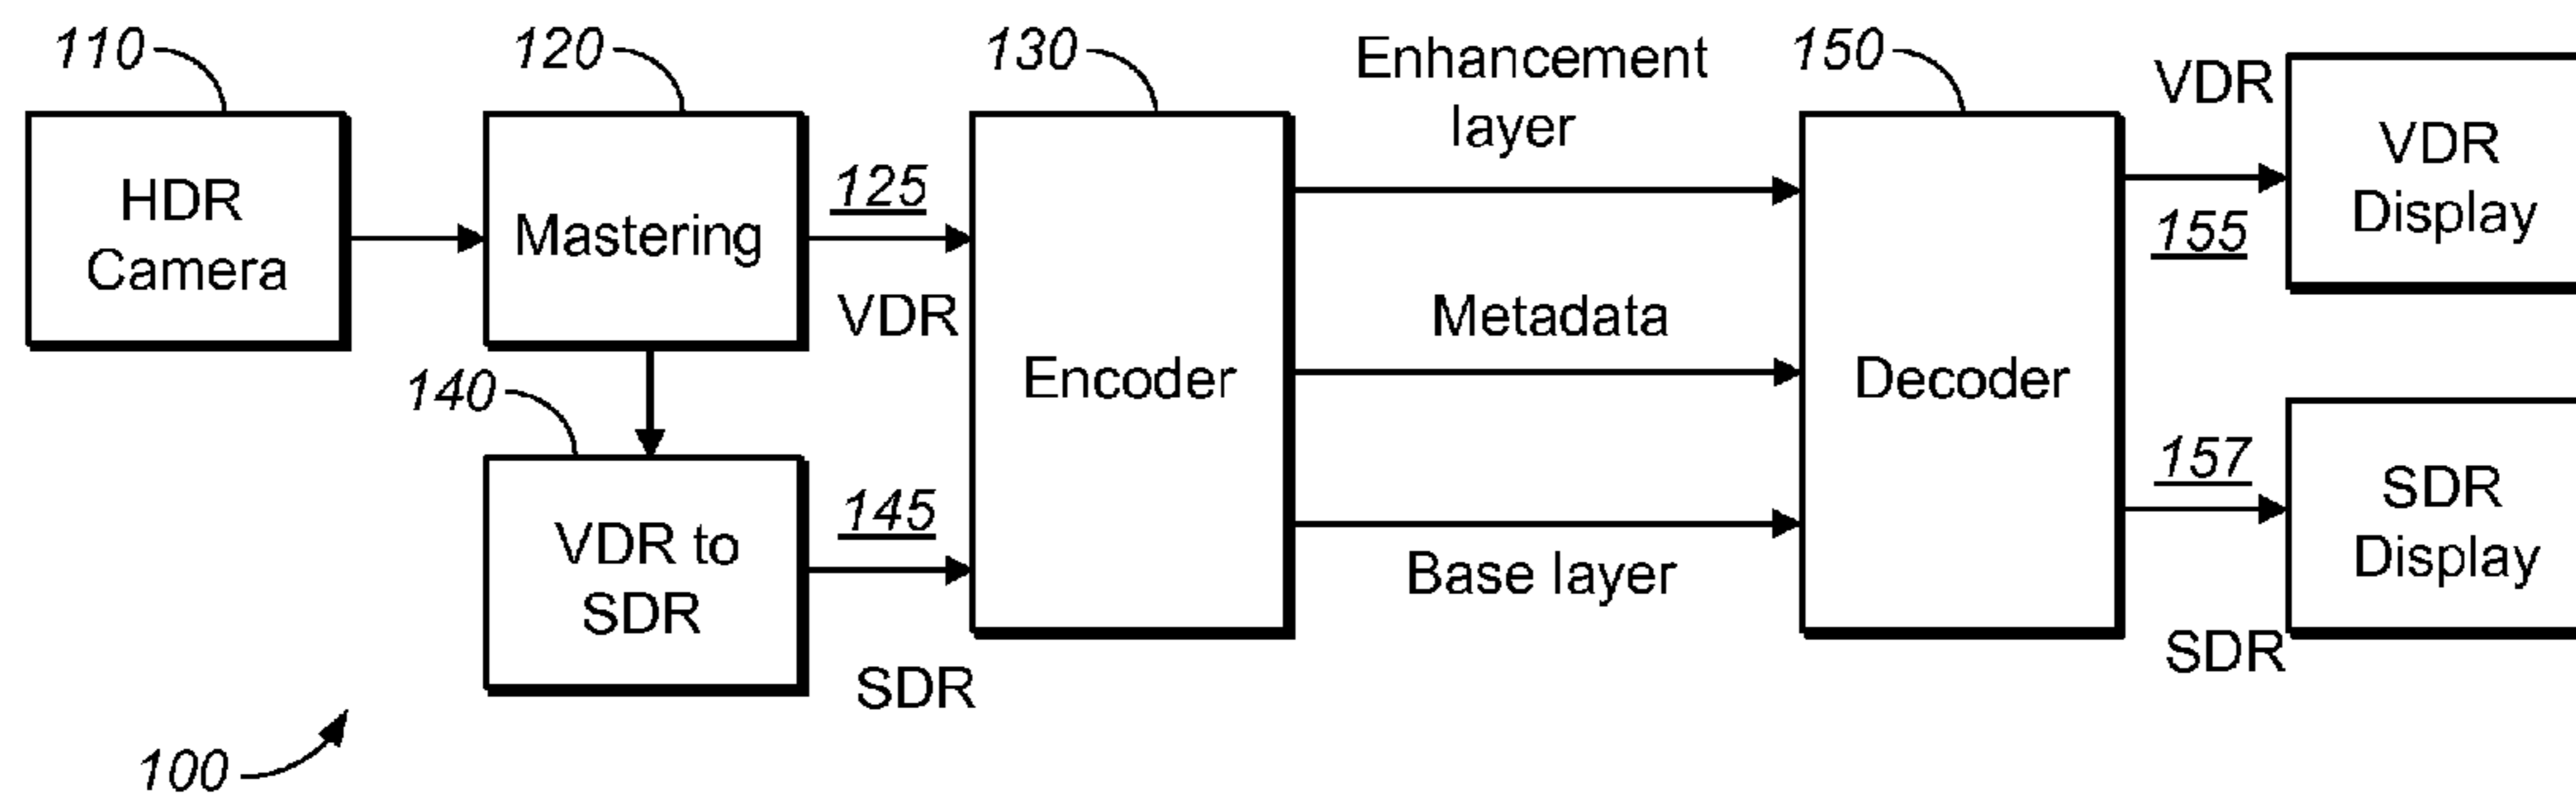 110
120
130
Enhancement
layer
150
VDR
HDR
Camera
Mastering
125
VDR
Encoder
Metadata
Decoder
155
VDR
Display
140
VDR to
SDR
145
SDR
Base layer
157
SDR
SDR
Display
100